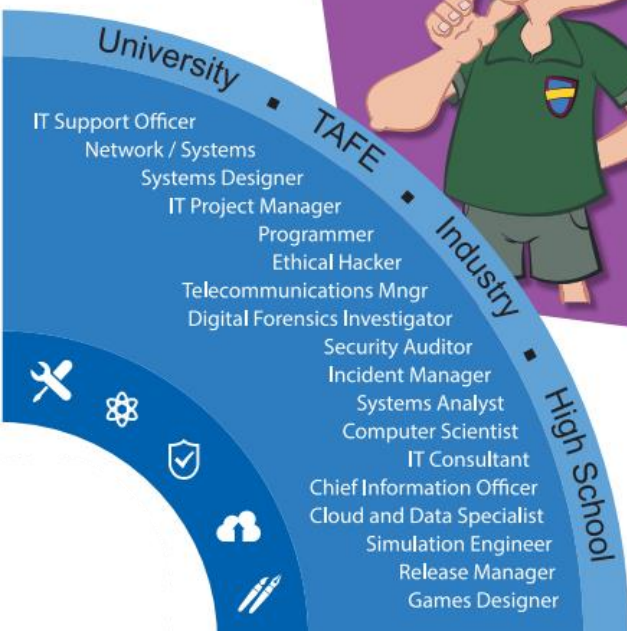 University ▪ TAFE ▪ Industry ▪ High School
IT Support Officer
Network / Systems
Systems Designer
IT Project Manager
Programmer
Ethical Hacker
Telecommunications Mngr
Digital Forensics Investigator
Security Auditor
Incident Manager
Systems Analyst
Computer Scientist
IT Consultant
Chief Information Officer
Cloud and Data Specialist
Simulation Engineer
Release Manager
Games Designer